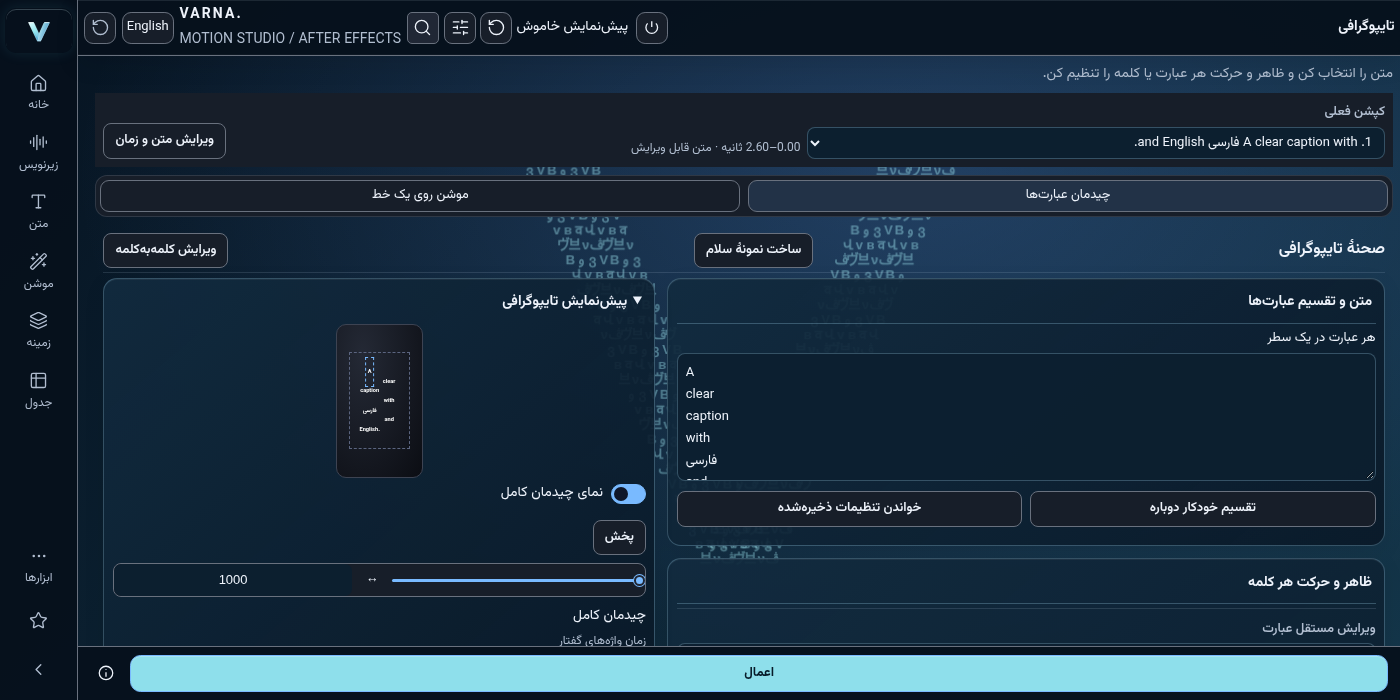 تایپوگرافی
پیش‌نمایش خاموش
VARNA.
MOTION STUDIO / AFTER EFFECTS
English
خانه
زیرنویس
متن
موشن
زمینه
جدول
ابزارها
متن را انتخاب کن و ظاهر و حرکت هر عبارت یا کلمه را تنظیم کن.
کپشن فعلی
1. A clear caption with فارسی and English.
0.00–2.60 ثانیه · متن قابل ویرایش
ویرایش متن و زمان
چیدمان عبارت‌ها
موشن روی یک خط
صحنهٔ تایپوگرافی
ساخت نمونهٔ سلام
ویرایش کلمه‌به‌کلمه
متن و تقسیم عبارت‌ها
هر عبارت در یک سطر
A
clear
caption
with
فارسی
and
تقسیم خودکار دوباره
خواندن تنظیمات ذخیره‌شده
ظاهر و حرکت هر کلمه
ویرایش مستقل عبارت
▼ پیش‌نمایش تایپوگرافی
A
clear
caption
with
فارسی
and
English.
نمای چیدمان کامل
پخش
1000
چیدمان کامل
زمان واژه‌های گفتار
اعمال